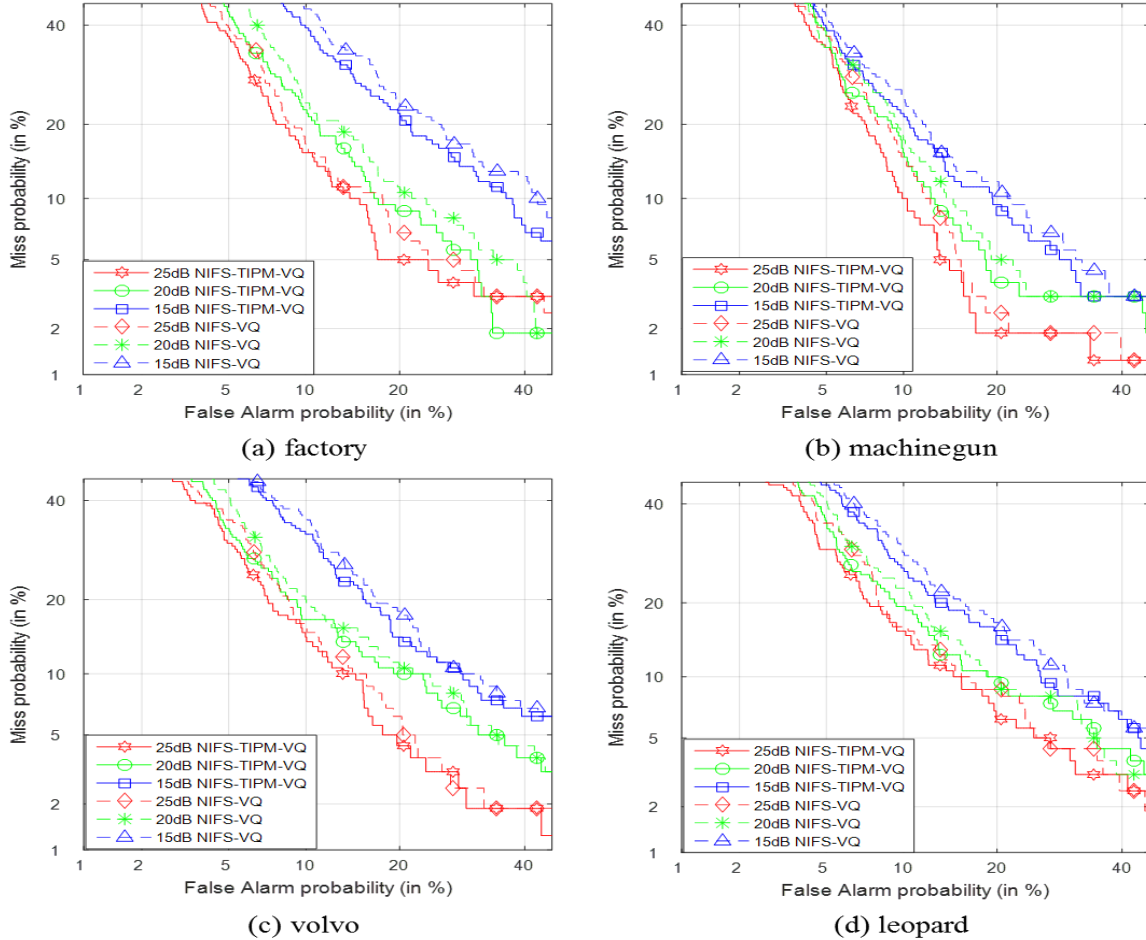 40
20
10
5
2
1
Miss probability (in %)
25dB NIFS-TIPM-VQ
20dB NIFS-TIPM-VQ
15dB NIFS-TIPM-VQ
25dB NIFS-VQ
20dB NIFS-VQ
15dB NIFS-VQ
1 2 5 10 20 40
False Alarm probability (in %)
(a) factory
40
20
10
5
2
1
Miss probability (in %)
25dB NIFS-TIPM-VQ
20dB NIFS-TIPM-VQ
15dB NIFS-TIPM-VQ
25dB NIFS-VQ
20dB NIFS-VQ
15dB NIFS-VQ
1 2 5 10 20 40
False Alarm probability (in %)
(b) machinegun
40
20
10
5
2
1
Miss probability (in %)
25dB NIFS-TIPM-VQ
20dB NIFS-TIPM-VQ
15dB NIFS-TIPM-VQ
25dB NIFS-VQ
20dB NIFS-VQ
15dB NIFS-VQ
1 2 5 10 20 40
False Alarm probability (in %)
(c) volvo
40
20
10
5
2
1
Miss probability (in %)
25dB NIFS-TIPM-VQ
20dB NIFS-TIPM-VQ
15dB NIFS-TIPM-VQ
25dB NIFS-VQ
20dB NIFS-VQ
15dB NIFS-VQ
1 2 5 10 20 40
False Alarm probability (in %)
(d) leopard